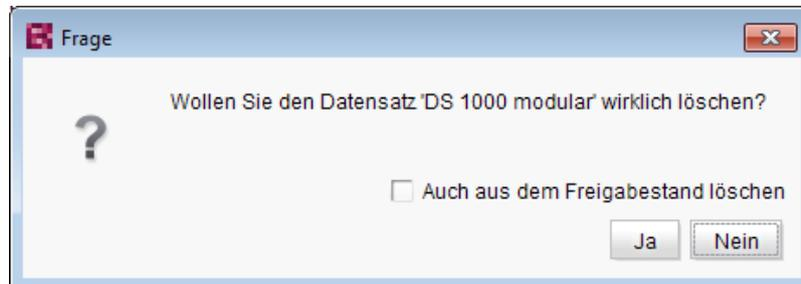 Frage
Wollen Sie den Datensatz 'DS 1000 modular' wirklich löschen?
?
Auch aus dem Freigabestand löschen
Ja Nein